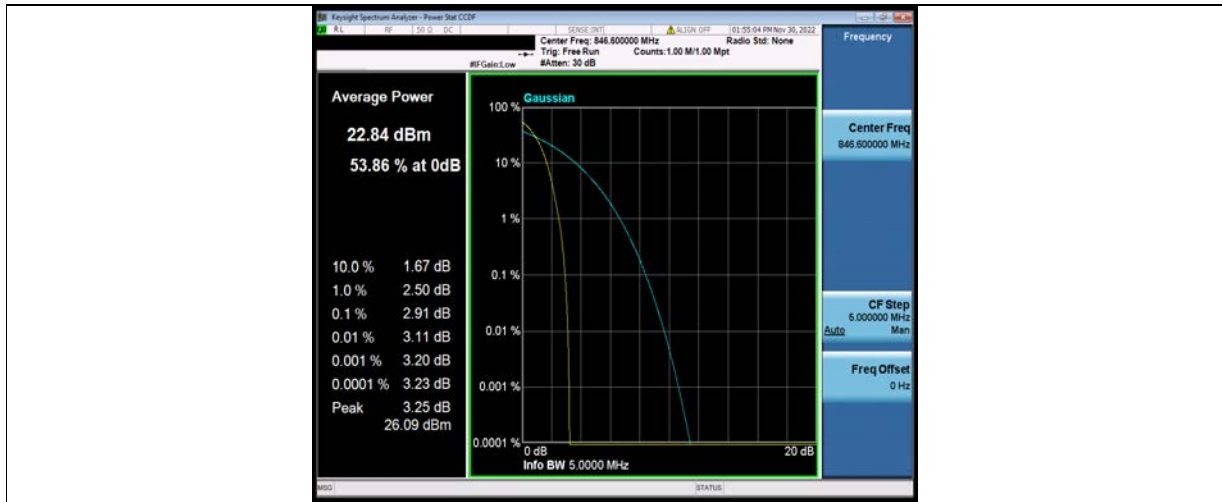 Keysight Spectrum Analyzer - Power Stat CCDF
RL RF 50 Ω DC SENSE:INT ALIGN OFF 01:55:04 PM Nov 30, 2022
Center Freq: 846.600000 MHz Radio Std: None
Trig: Free Run Counts:1.00 M/1.00 Mpt
#IFGain:Low #Atten: 30 dB
Frequency
Average Power
22.84 dBm
53.86 % at 0dB
10.0 % 1.67 dB
1.0 % 2.50 dB
0.1 % 2.91 dB
0.01 % 3.11 dB
0.001 % 3.20 dB
0.0001 % 3.23 dB
Peak 3.25 dB
26.09 dBm
Gaussian
100 %
10 %
1 %
0.1 %
0.01 %
0.001 %
0.0001 %
0 dB 20 dB
Info BW 5.0000 MHz
Center Freq
846.600000 MHz
CF Step
5.000000 MHz
Auto Man
Freq Offset
0 Hz
MSG STATUS